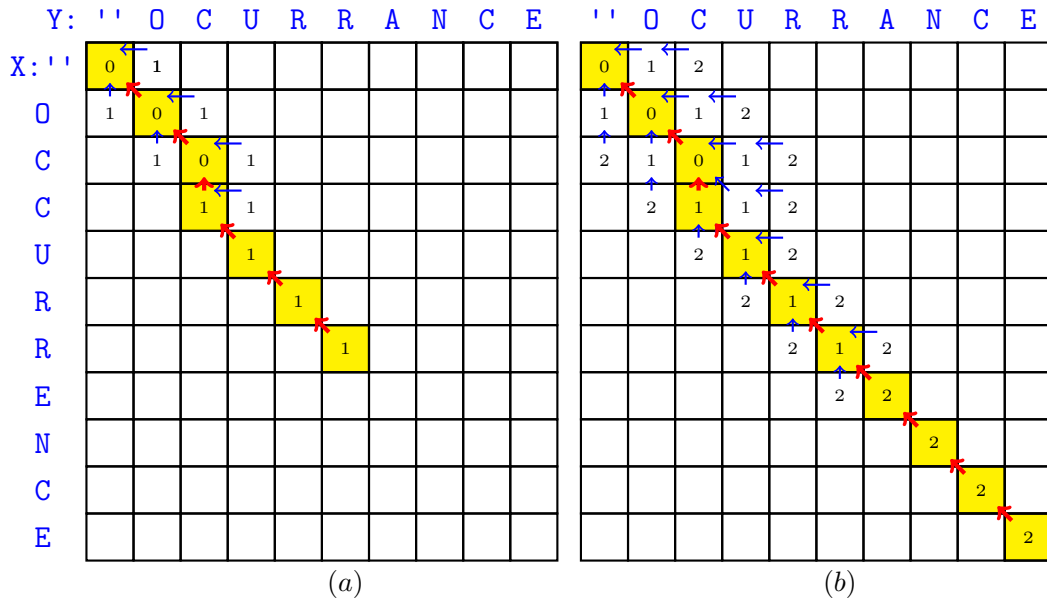 Y: '' O C U R R A N C E '' O C U R R A N C E
X:'' 0 1 0 1 2
O 1 0 1 1 0 1 2
C 1 0 1 2 1 0 1 2
C 1 1 2 1 1 2
U 1 2 1 2
R 1 2 1 2
R 1 2 1 2
E 2 2
N 2
C 2
E 2
(a) (b)